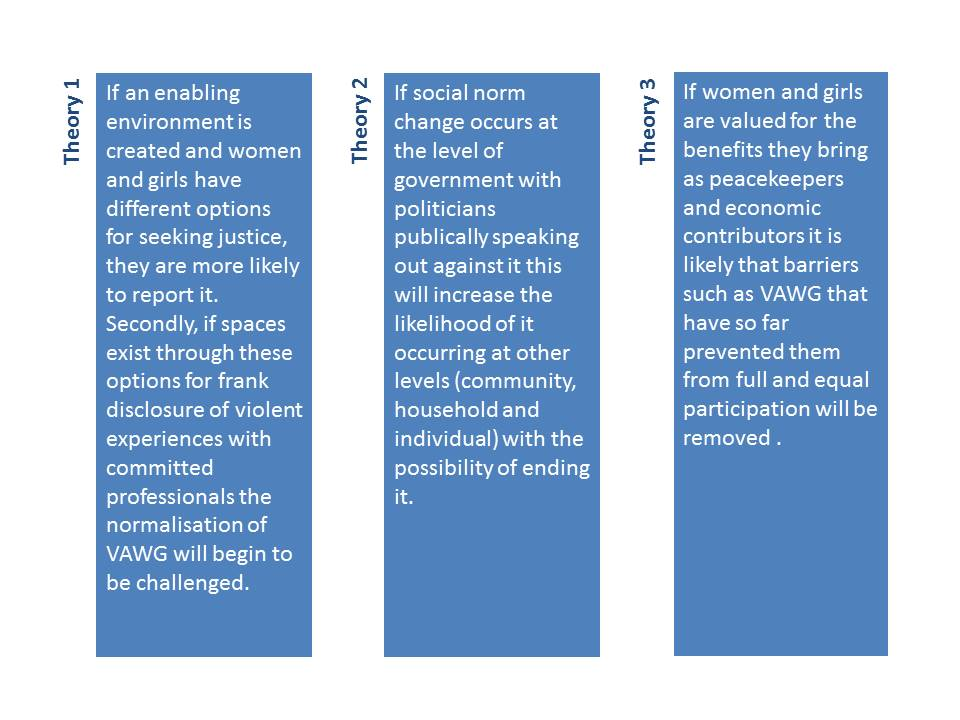 Theory 1
If an enabling
environment is
created and women
and girls have
different options
for seeking justice,
they are more likely
to report it.
Secondly, if spaces
exist through these
options for frank
disclosure of violent
experiences with
committed
professionals the
normalisation of
VAWG will begin to
be challenged.
Theory 2
If social norm
change occurs at
the level of
government with
politicians
publically speaking
out against it this
will increase the
likelihood of it
occurring at other
levels (community,
household and
individual) with the
possibility of ending
it.
Theory 3
If women and girls
are valued for the
benefits they bring
as peacekeepers
and economic
contributors it is
likely that barriers
such as VAWG that
have so far
prevented them
from full and equal
participation will be
removed .